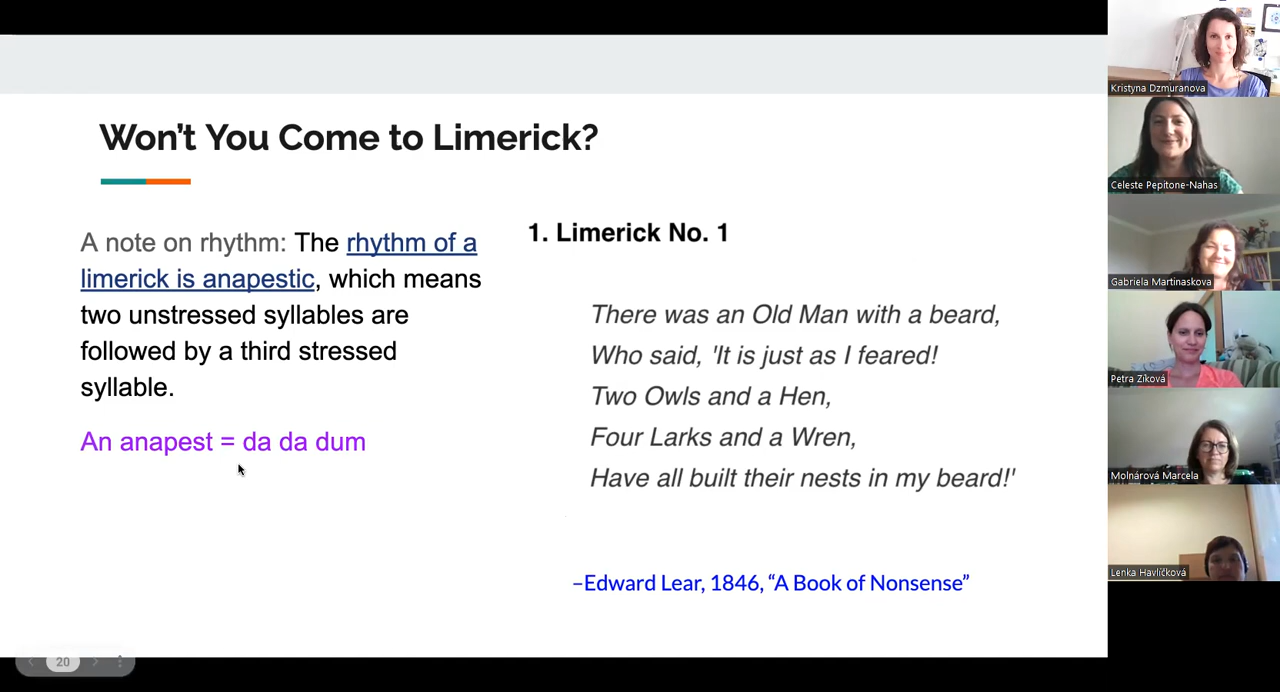 Won't You Come to Limerick?
A note on rhythm: The rhythm of a
limerick is anapestic, which means
two unstressed syllables are
followed by a third stressed
syllable.
An anapest = da da dum
1. Limerick No. 1
There was an Old Man with a beard,
Who said, 'It is just as I feared!
Two Owls and a Hen,
Four Larks and a Wren,
Have all built their nests in my beard!'
–Edward Lear, 1846, “A Book of Nonsense”
20
Kristyna Dzmuranova
Celeste Pepitone-Nahas
Gabriela Martinaskova
Petra Zíková
Molnárová Marcela
Lenka Havlíčková